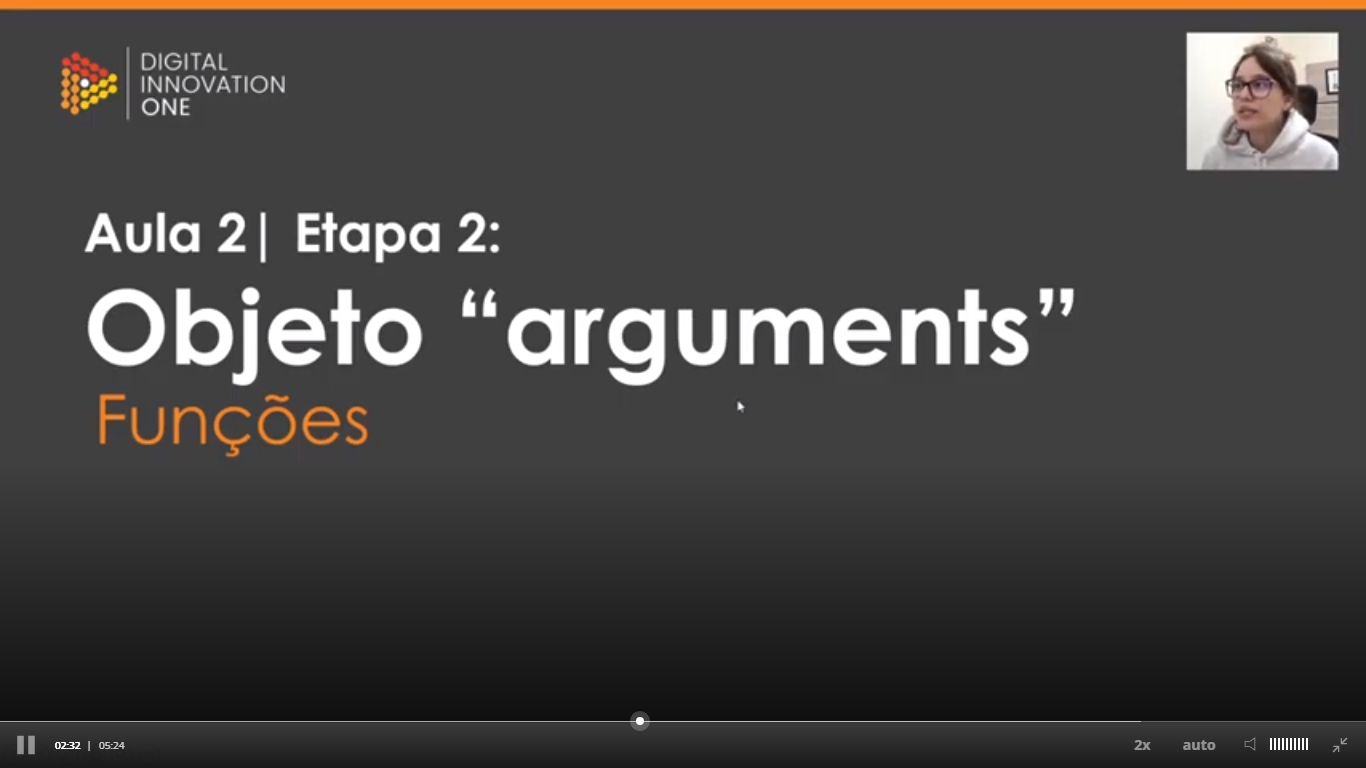 DIGITAL
INNOVATION
ONE
Aula 2| Etapa 2:
Objeto “arguments”
Funções
02:32 | 05:24
2x
auto